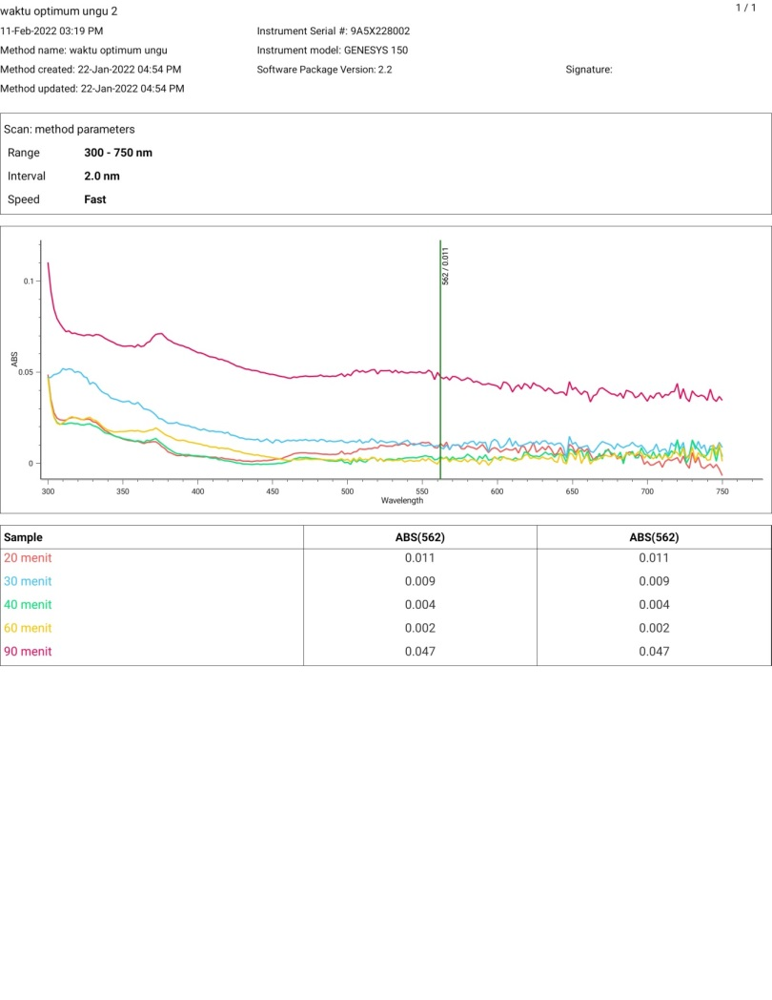 waktu optimum ungu 2
1 / 1
11-Feb-2022 03:19 PM
Instrument Serial #: 9A5X228002
Method name: waktu optimum ungu
Instrument model: GENESYS 150
Method created: 22-Jan-2022 04:54 PM
Software Package Version: 2.2
Signature:
Method updated: 22-Jan-2022 04:54 PM
Scan: method parameters
Range 300 - 750 nm
Interval 2.0 nm
Speed Fast
562 / 0.011
0.1
ABS
0.05
0
300 350 400 450 500 550 600 650 700 750
Wavelength
Sample ABS(562) ABS(562)
20 menit 0.011 0.011
30 menit 0.009 0.009
40 menit 0.004 0.004
60 menit 0.002 0.002
90 menit 0.047 0.047